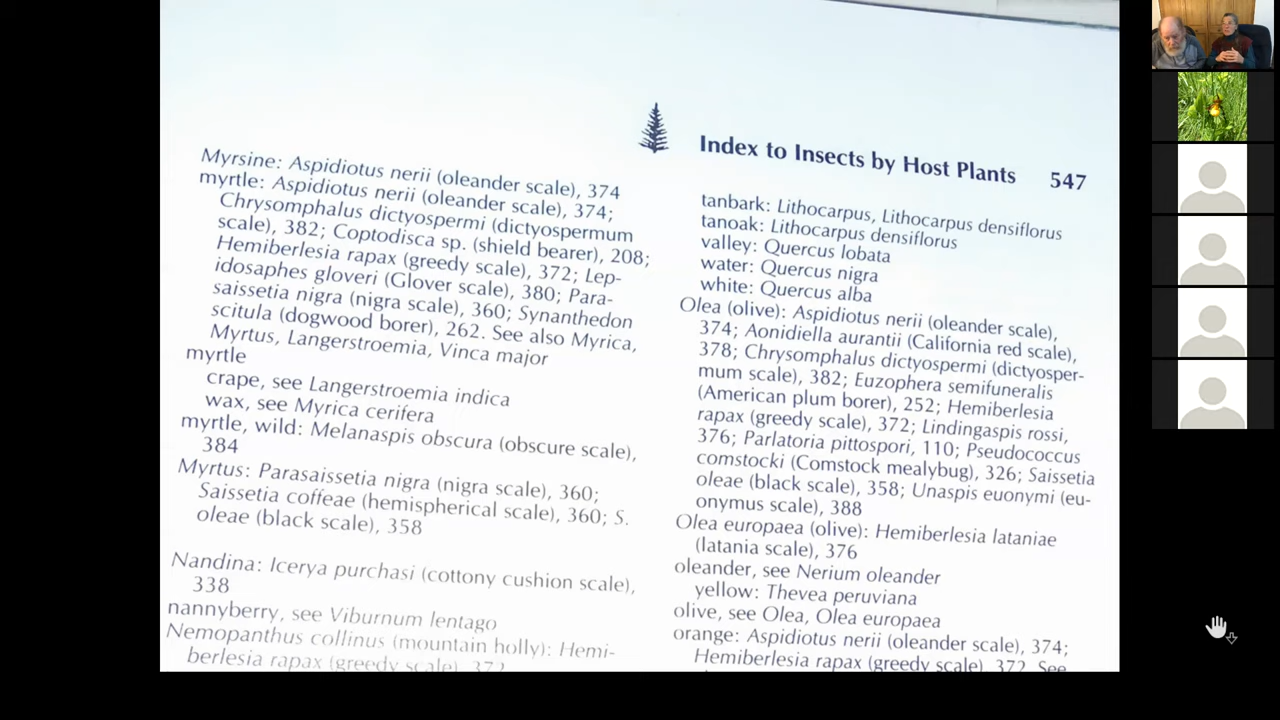 Index to Insects by Host Plants 547
Myrsine: Aspidiotus nerii (oleander scale), 374
myrtle: Aspidiotus nerii (oleander scale), 374;
Chrysomphalus dictyospermi (dictyospermum
scale), 382; Coptodisca sp. (shield bearer), 208;
Hemiberlesia rapax (greedy scale), 372; Lep-
idosaphes gloveri (Glover scale), 380; Para-
saissetia nigra (nigra scale), 360; Synanthedon
scitula (dogwood borer), 262. See also Myrica,
Myrtus, Langerstroemia, Vinca major
myrtle
crape, see Langerstroemia indica
wax, see Myrica cerifera
myrtle, wild: Melanaspis obscura (obscure scale),
384
Myrtus: Parasaissetia nigra (nigra scale), 360;
Saissetia coffeae (hemispherical scale), 360; S.
oleae (black scale), 358
Nandina: Icerya purchasi (cottony cushion scale),
338
nannyberry, see Viburnum lentago
Nemopanthus collinus (mountain holly): Hemi-
berlesia rapax (greedy scale), 372
tanbark: Lithocarpus, Lithocarpus densiflorus
tanoak: Lithocarpus densiflorus
valley: Quercus lobata
water: Quercus nigra
white: Quercus alba
Olea (olive): Aspidiotus nerii (oleander scale),
374; Aonidiella aurantii (California red scale),
378; Chrysomphalus dictyospermi (dictyosper-
mum scale), 382; Euzophera semifuneralis
(American plum borer), 252; Hemiberlesia
rapax (greedy scale), 372; Lindingaspis rossi,
376; Parlatoria pittospori, 110; Pseudococcus
comstocki (Comstock mealybug), 326; Saissetia
oleae (black scale), 358; Unaspis euonymi (eu-
onymus scale), 388
Olea europaea (olive): Hemiberlesia lataniae
(latania scale), 376
oleander, see Nerium oleander
yellow: Thevea peruviana
olive, see Olea, Olea europaea
orange: Aspidiotus nerii (oleander scale), 374;
Hemiberlesia rapax (greedy scale), 372. See